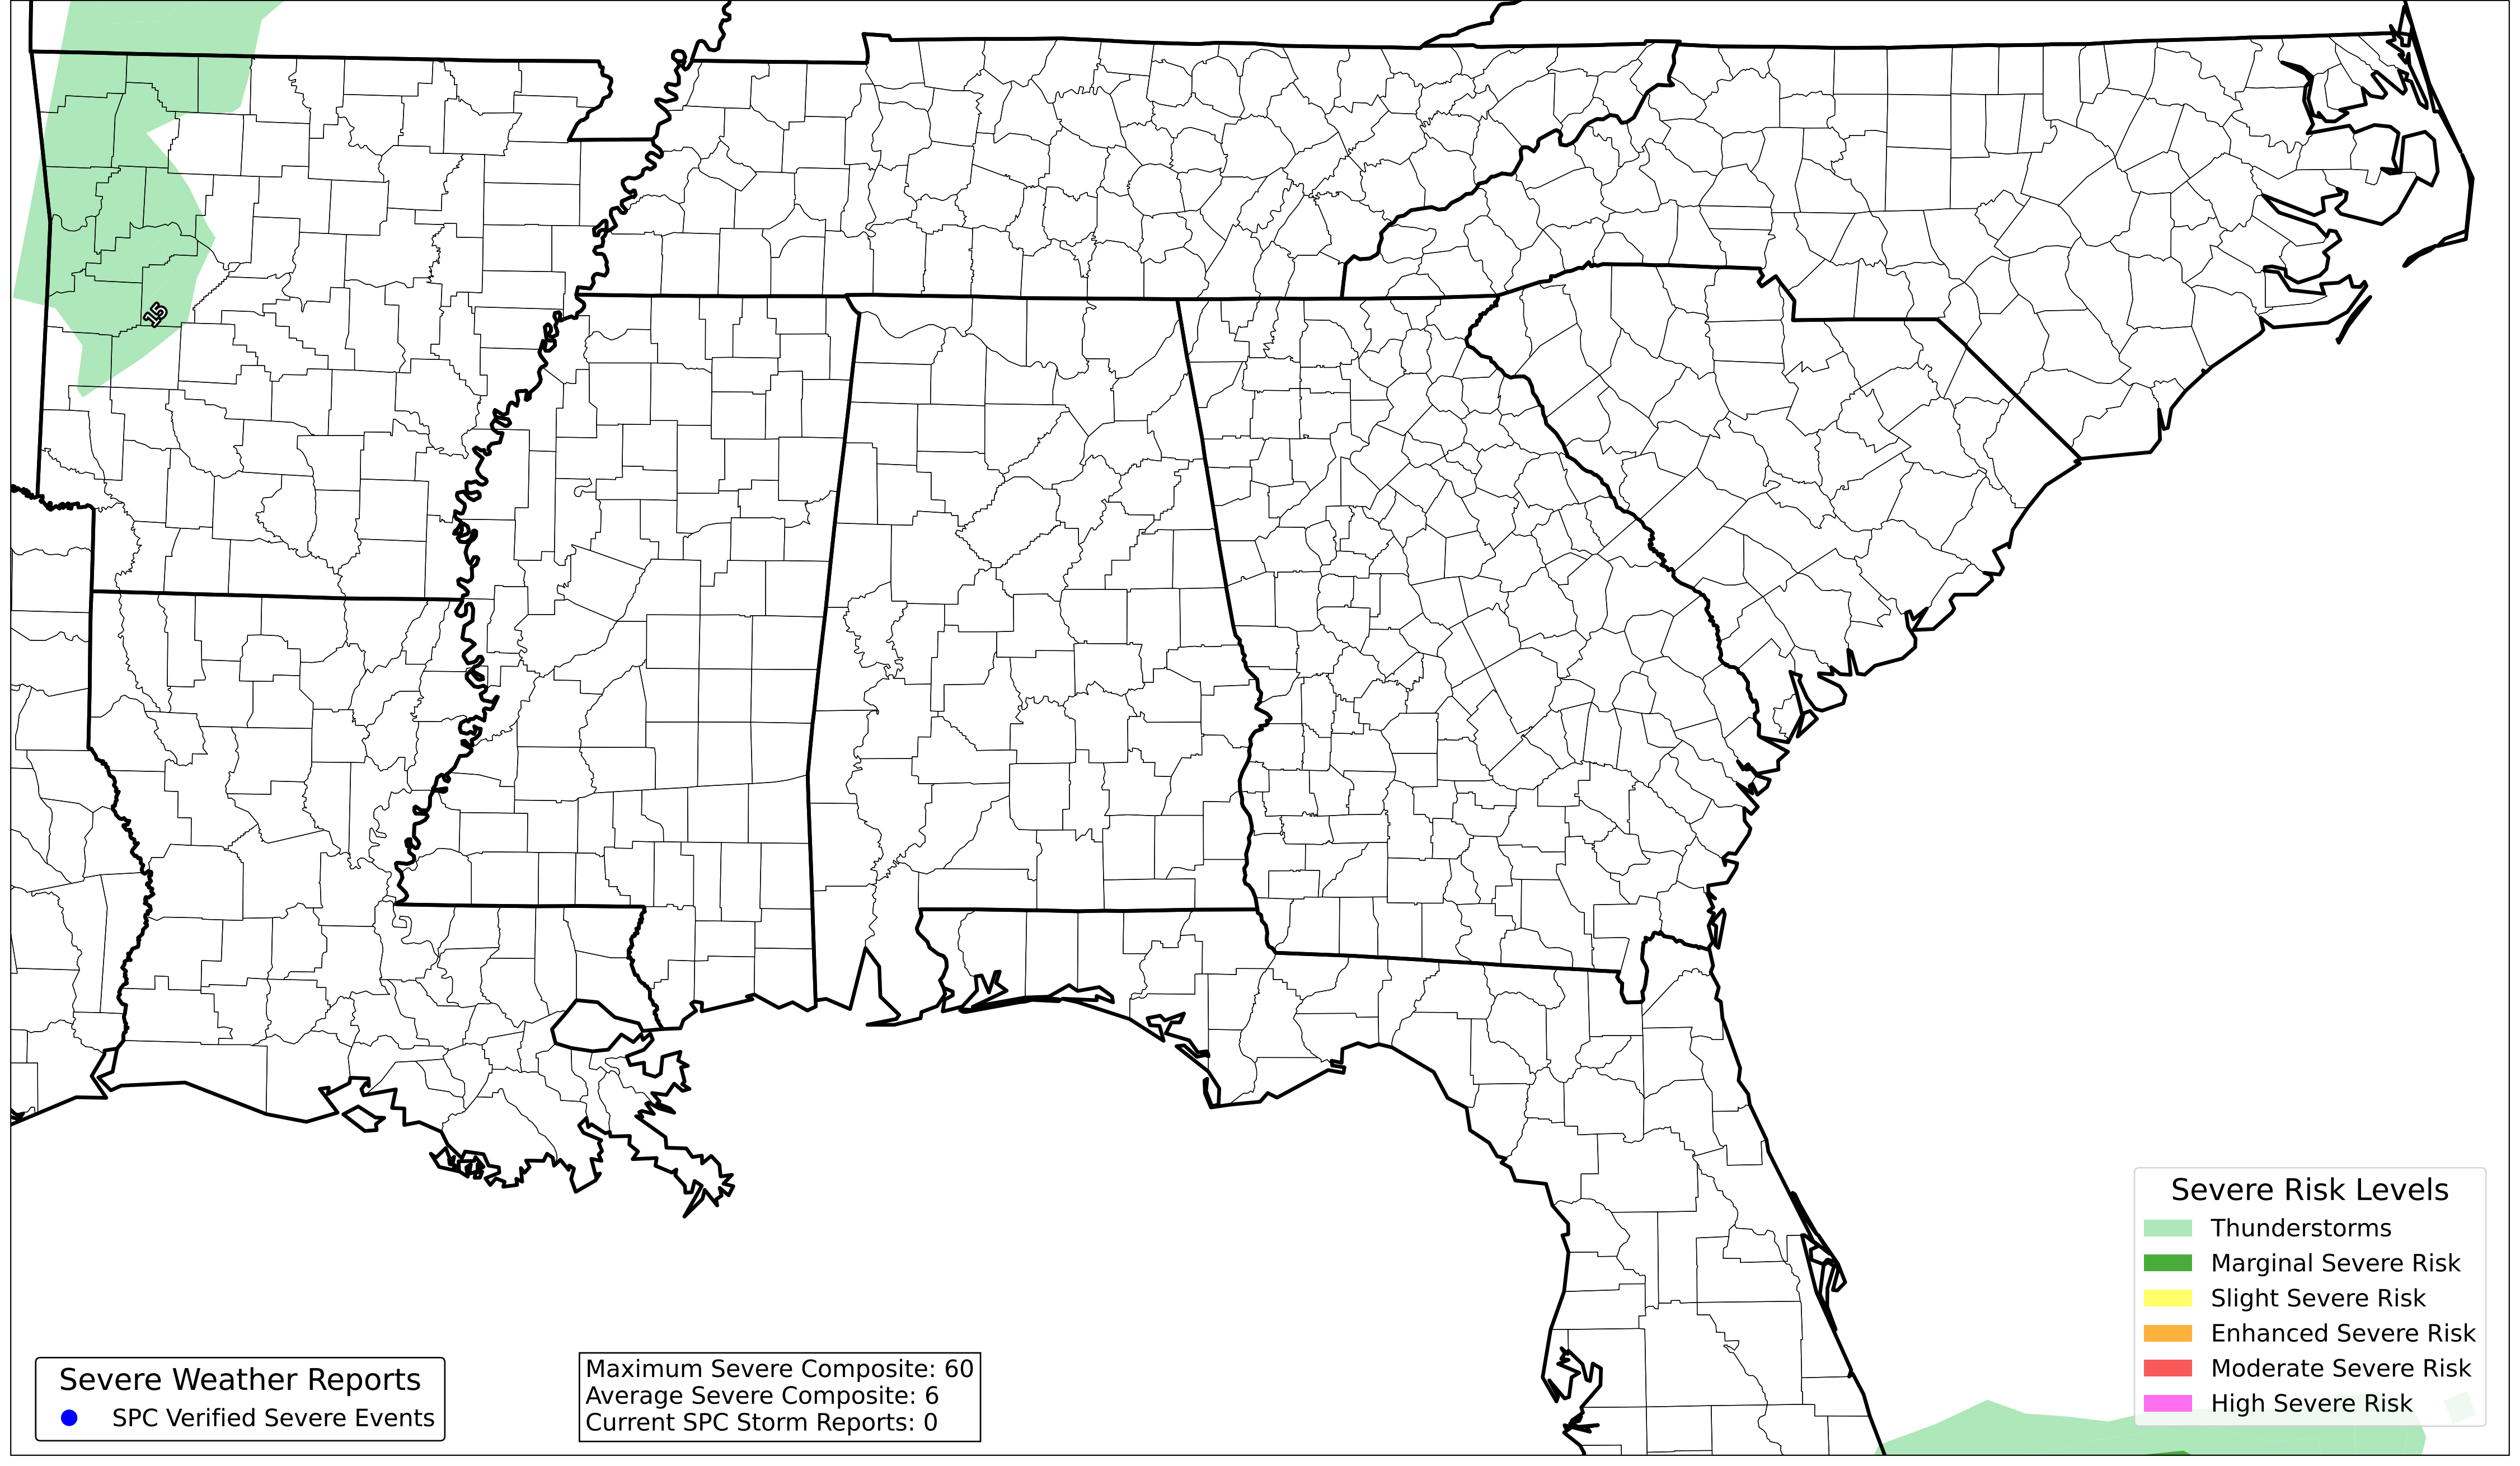 15
Severe Risk Levels
Thunderstorms
Marginal Severe Risk
Slight Severe Risk
Enhanced Severe Risk
Moderate Severe Risk
High Severe Risk
Severe Weather Reports
SPC Verified Severe Events
Maximum Severe Composite: 60
Average Severe Composite: 6
Current SPC Storm Reports: 0